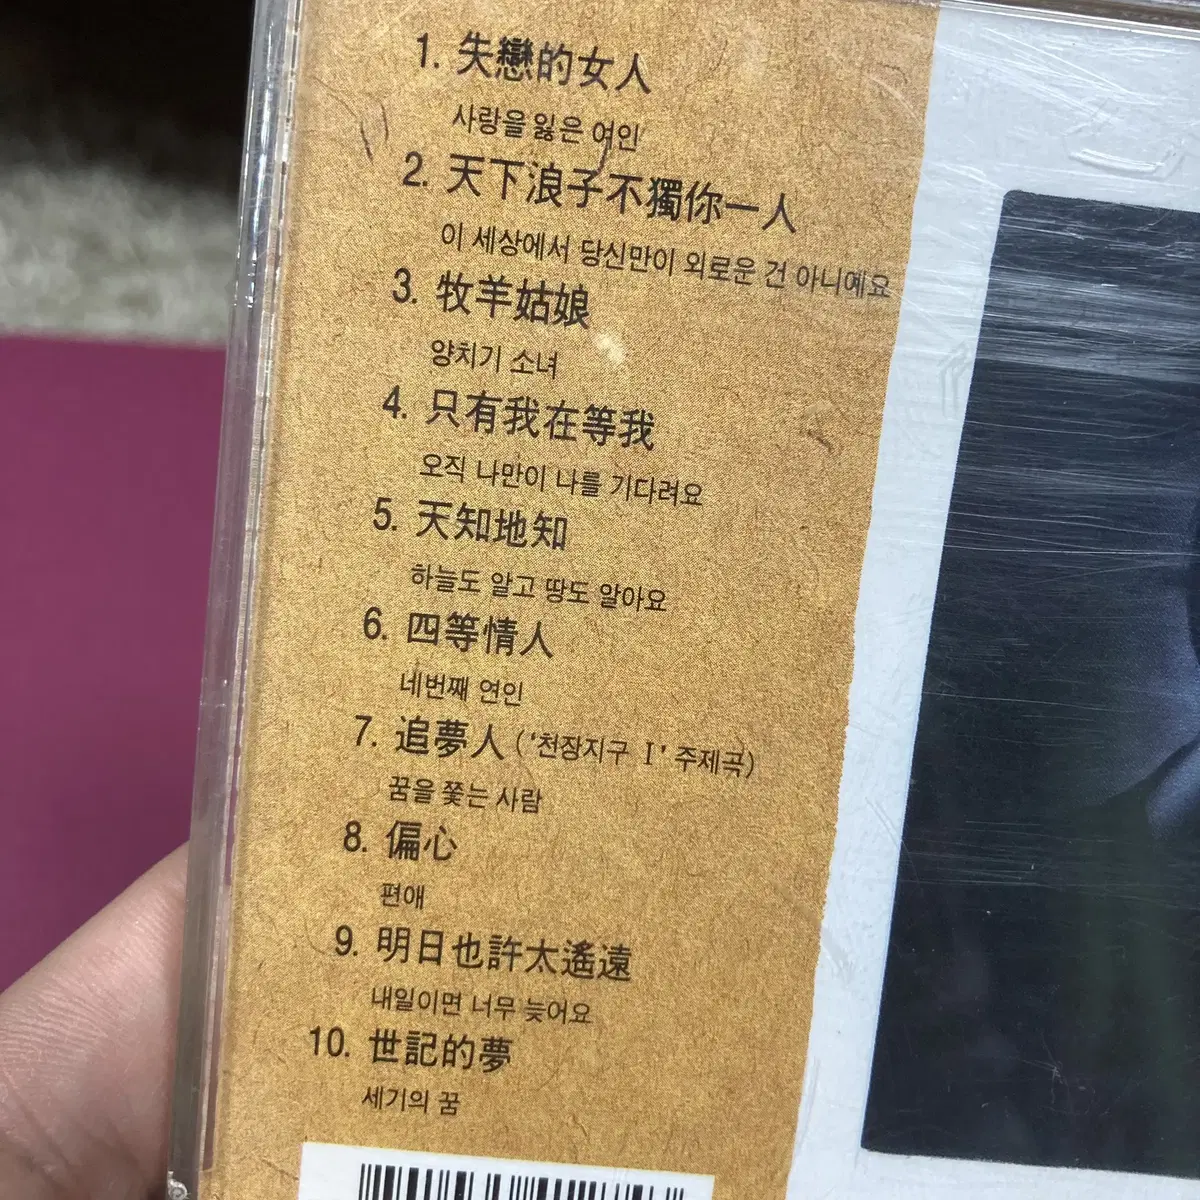 1. 失戀的女人
사랑을 잃은 여인
2. 天下浪子不獨你一人
이 세상에서 당신만이 외로운 건 아니예요
3. 牧羊姑娘
양치기 소녀
4. 只有我在等我
오직 나만이 나를 기다려요
5. 天知地知
하늘도 알고 땅도 알아요
6. 四等情人
네번째 연인
7. 追夢人 ('천장지구 I' 주제곡)
꿈을 쫓는 사람
8. 偏心
편애
9. 明日也許太遙遠
내일이면 너무 늦어요
10. 世記的夢
세기의 꿈